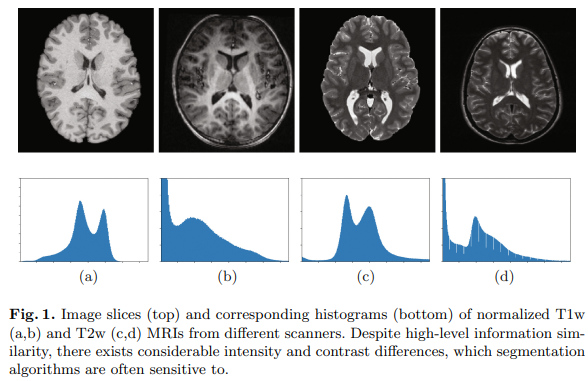 (a) (b) (c) (d)
Fig. 1. Image slices (top) and corresponding histograms (bottom) of normalized T1w
(a,b) and T2w (c,d) MRIs from different scanners. Despite high-level information sim-
ilarity, there exists considerable intensity and contrast differences, which segmentation
algorithms are often sensitive to.